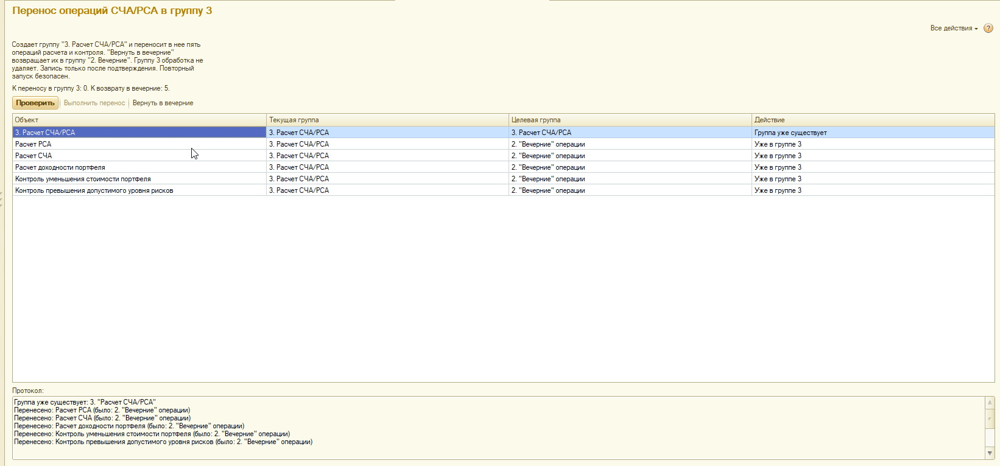 Перенос операций СЧА/РСА в группу 3
Все действия
?
Создает группу "3. Расчет СЧА/РСА" и переносит в нее пять
операций расчета и контроля. "Вернуть в вечерние"
возвращает их в группу "2. Вечерние". Группу 3 обработка не
удаляет. Запись только после подтверждения. Повторный
запуск безопасен.
К переносу в группу 3: 0. К возврату в вечерние: 5.
Проверить Выполнить перенос Вернуть в вечерние
Объект Текущая группа Целевая группа Действие
3. Расчет СЧА/РСА 3. Расчет СЧА/РСА 3. Расчет СЧА/РСА Группа уже существует
Расчет РСА 3. Расчет СЧА/РСА 2. "Вечерние" операции Уже в группе 3
Расчет СЧА 3. Расчет СЧА/РСА 2. "Вечерние" операции Уже в группе 3
Расчет доходности портфеля 3. Расчет СЧА/РСА 2. "Вечерние" операции Уже в группе 3
Контроль уменьшения стоимости портфеля 3. Расчет СЧА/РСА 2. "Вечерние" операции Уже в группе 3
Контроль превышения допустимого уровня рисков 3. Расчет СЧА/РСА 2. "Вечерние" операции Уже в группе 3
Протокол:
Группа уже существует: 3. "Расчет СЧА/РСА"
Перенесено: Расчет РСА (было: 2. "Вечерние" операции)
Перенесено: Расчет СЧА (было: 2. "Вечерние" операции)
Перенесено: Расчет доходности портфеля (было: 2. "Вечерние" операции)
Перенесено: Контроль уменьшения стоимости портфеля (было: 2. "Вечерние" операции)
Перенесено: Контроль превышения допустимого уровня рисков (было: 2. "Вечерние" операции)